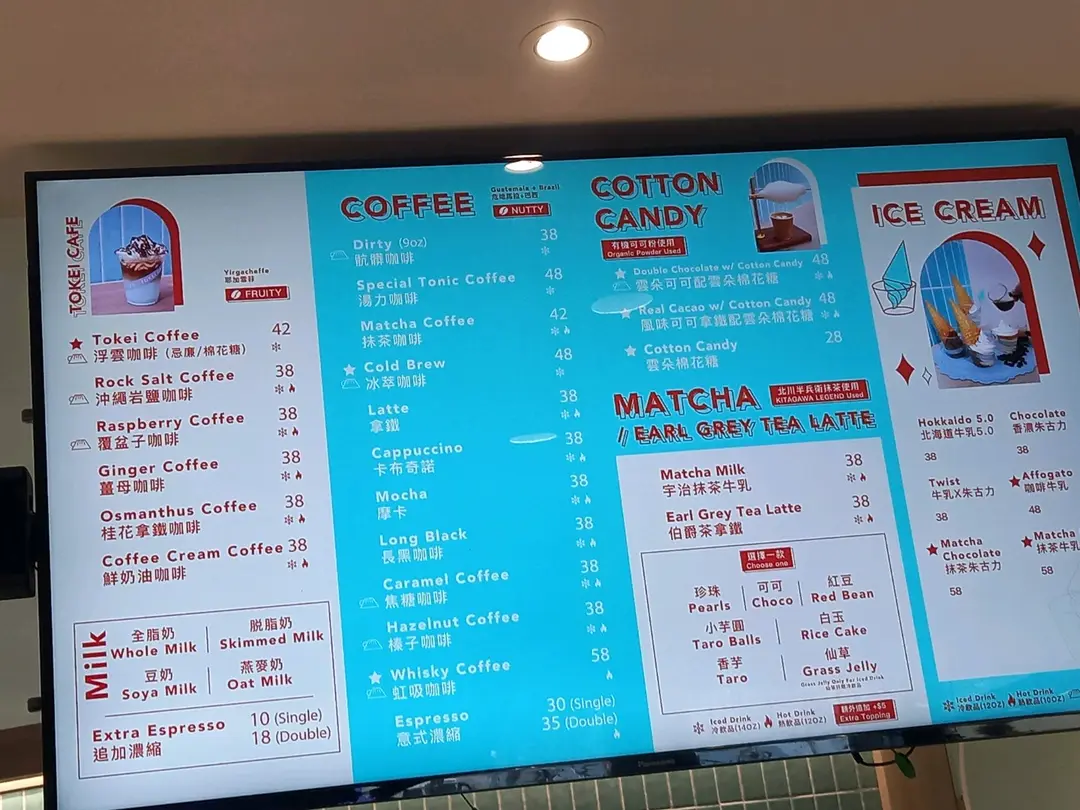 TOKEI CAFE
Yirgacheffe
耶加雪菲
FRUITY
Tokei Coffee 42
浮雲咖啡 (忌廉/棉花糖)
Rock Salt Coffee 38
沖繩岩鹽咖啡
Raspberry Coffee 38
覆盆子咖啡
Ginger Coffee 38
薑母咖啡
Osmanthus Coffee 38
桂花拿鐵咖啡
Coffee Cream Coffee 38
鮮奶油咖啡
Milk
全脂奶 脱脂奶
Whole Milk Skimmed Milk
豆奶 燕麥奶
Soya Milk Oat Milk
Extra Espresso 10 (Single)
追加濃縮 18 (Double)
COFFEE
Guatemala + Brazil
危地馬拉+巴西
NUTTY
Dirty (9oz) 38
骯髒咖啡
Special Tonic Coffee 48
湯力咖啡
Matcha Coffee 42
抹茶咖啡
Cold Brew 48
冰萃咖啡
Latte 38
拿鐵
Cappuccino 38
卡布奇諾
Mocha 38
摩卡
Long Black 38
長黑咖啡
Caramel Coffee 38
焦糖咖啡
Hazelnut Coffee 38
榛子咖啡
Whisky Coffee 58
虹吸咖啡
Espresso 30 (Single)
意式濃縮 35 (Double)
COTTON
CANDY
有機可可粉使用
Organic Powder Used
Double Chocolate w/ Cotton Candy 48
雲朵可可配雲朵棉花糖
Real Cacao w/ Cotton Candy 48
風味可可拿鐵配雲朵棉花糖
Cotton Candy 28
雲朵棉花糖
MATCHA
北川半兵衛抹茶使用
KITAGAWA LEGEND Used
/ EARL GREY TEA LATTE
Matcha Milk 38
宇治抹茶牛乳
Earl Grey Tea Latte 38
伯爵茶拿鐵
選擇一款
Choose one
珍珠 可可 紅豆
Pearls Choco Red Bean
小芋圓 白玉
Taro Balls Rice Cake
香芋 仙草
Taro Grass Jelly
Grass Jelly Only For Iced Drink
Iced Drink Hot Drink
冷飲品(14OZ) 熱飲品(12OZ)
額外追加 +$5
Extra Topping
ICE CREAM
Hokkaido 5.0 Chocolate
北海道牛乳5.0 香濃朱古力
38 38
Twist Affogato
牛乳X朱古力 咖啡牛乳
38 48
Matcha Matcha
Chocolate 抹茶牛乳
抹茶朱古力 58
58
Iced Drink Hot Drink
冷飲品(12OZ) 熱飲品(10OZ)
Panasonic